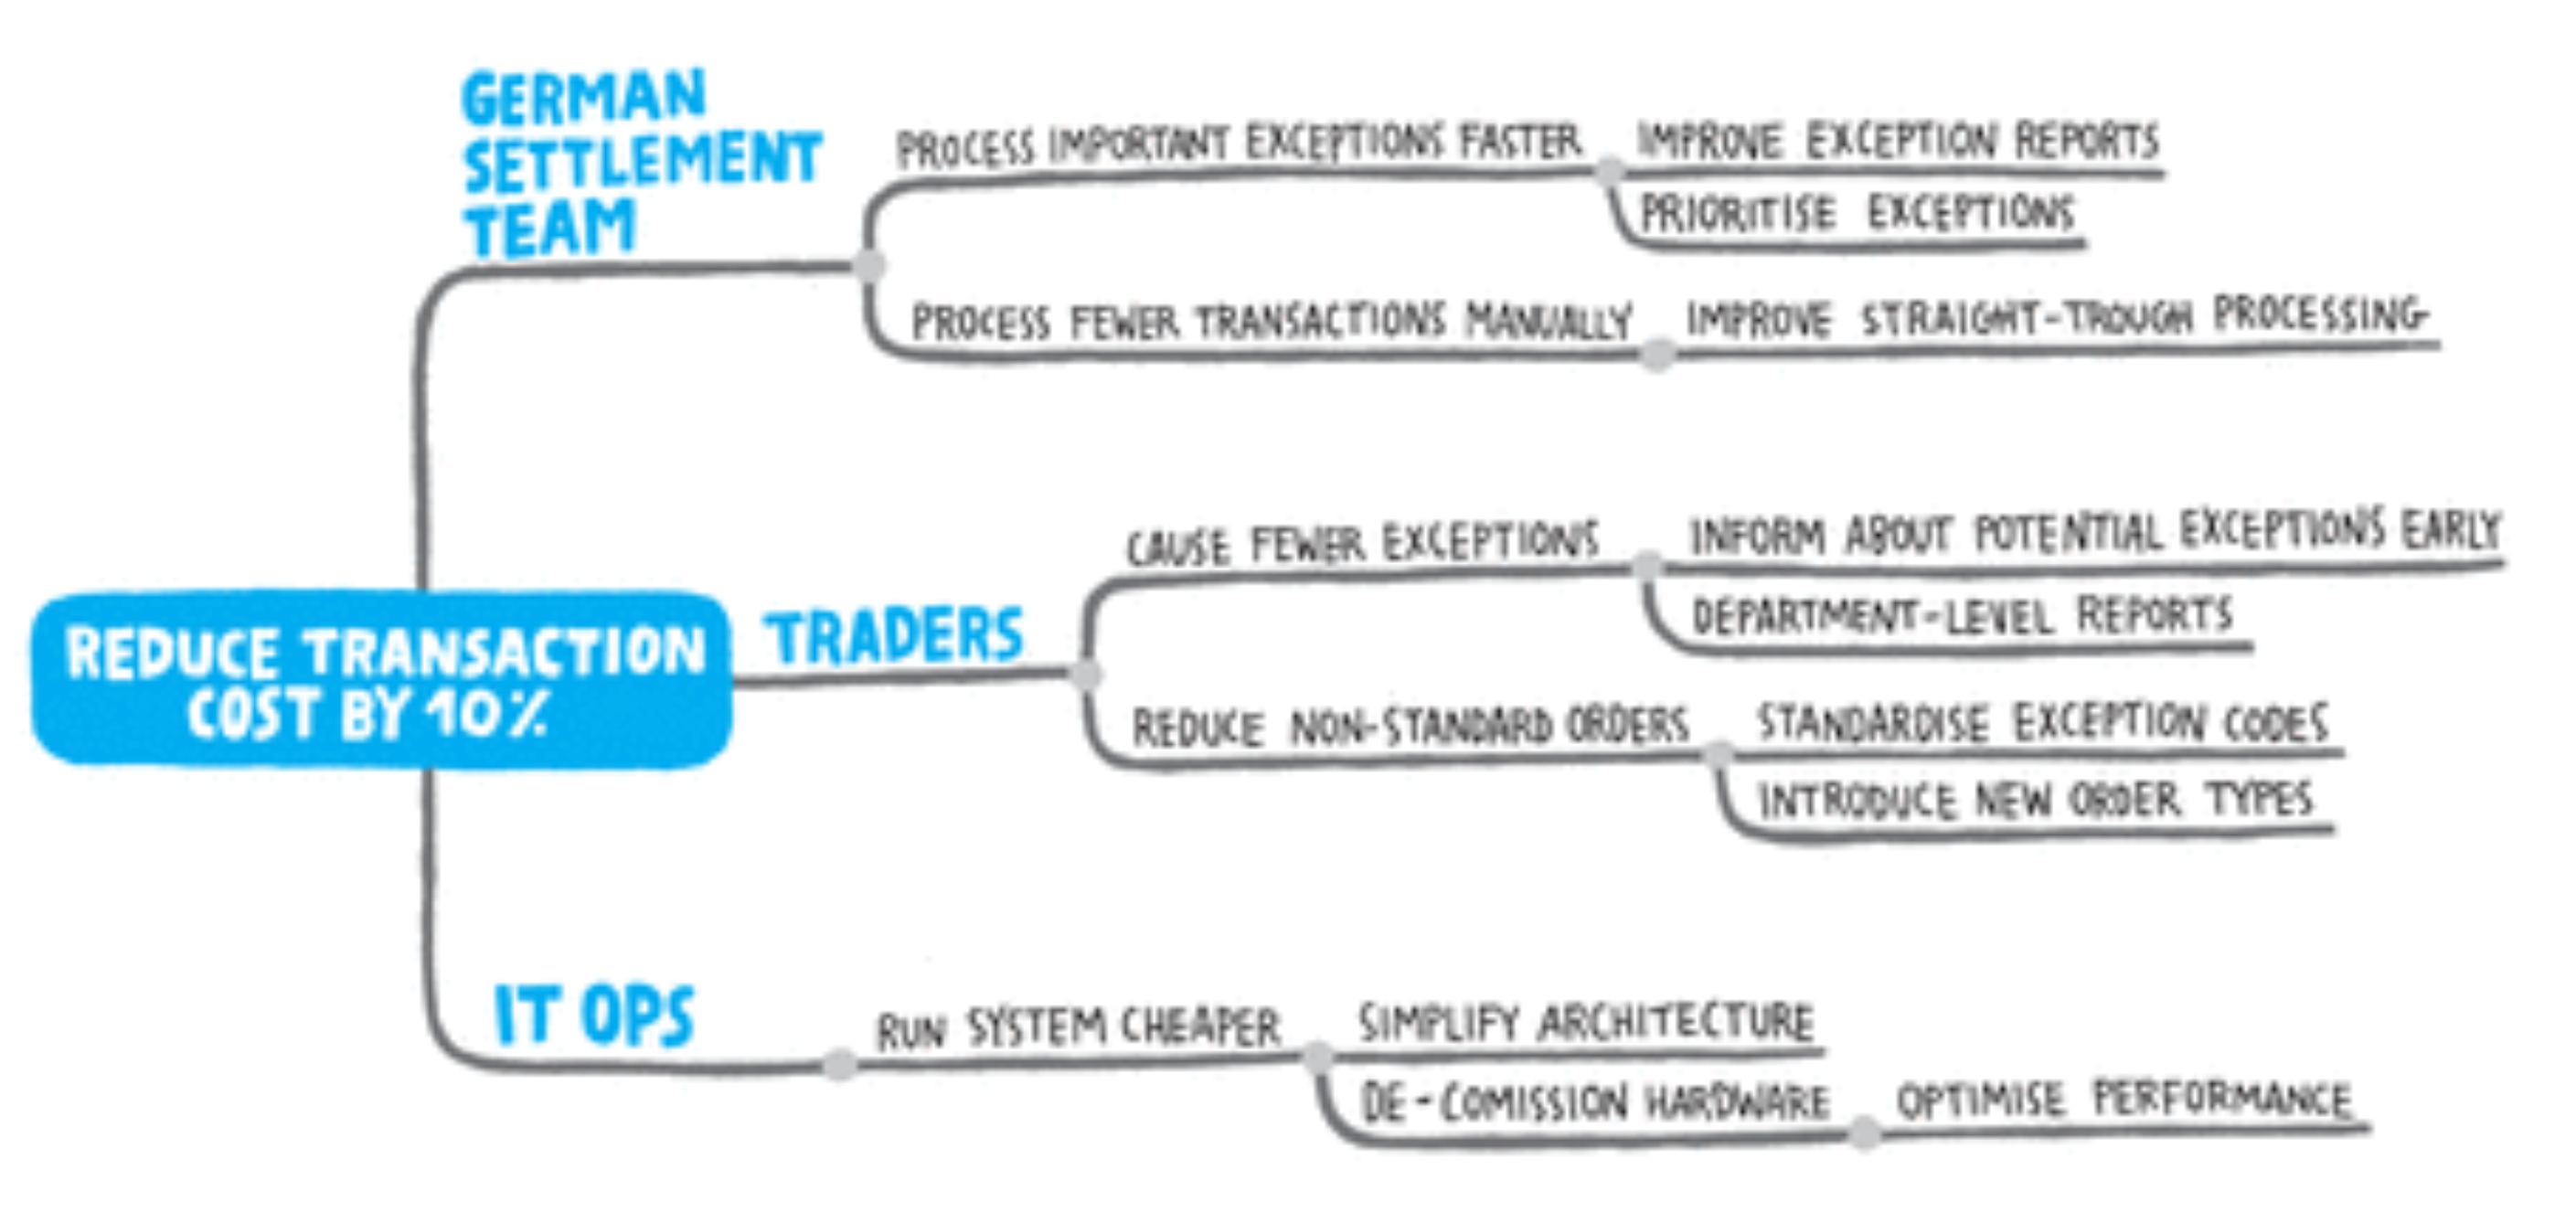 GERMAN
SETTLEMENT
TEAM
PROCESS IMPORTANT EXCEPTIONS FASTER
IMPROVE EXCEPTION REPORTS
PRIORITISE EXCEPTIONS
PROCESS FEWER TRANSACTIONS MANUALLY
IMPROVE STRAIGHT-TROUGH PROCESSING
REDUCE TRANSACTION
COST BY 10%
TRADERS
CAUSE FEWER EXCEPTIONS
INFORM ABOUT POTENTIAL EXCEPTIONS EARLY
DEPARTMENT-LEVEL REPORTS
REDUCE NON-STANDARD ORDERS
STANDARDISE EXCEPTION CODES
INTRODUCE NEW ORDER TYPES
IT OPS
RUN SYSTEM CHEAPER
SIMPLIFY ARCHITECTURE
DE-COMISSION HARDWARE
OPTIMISE PERFORMANCE